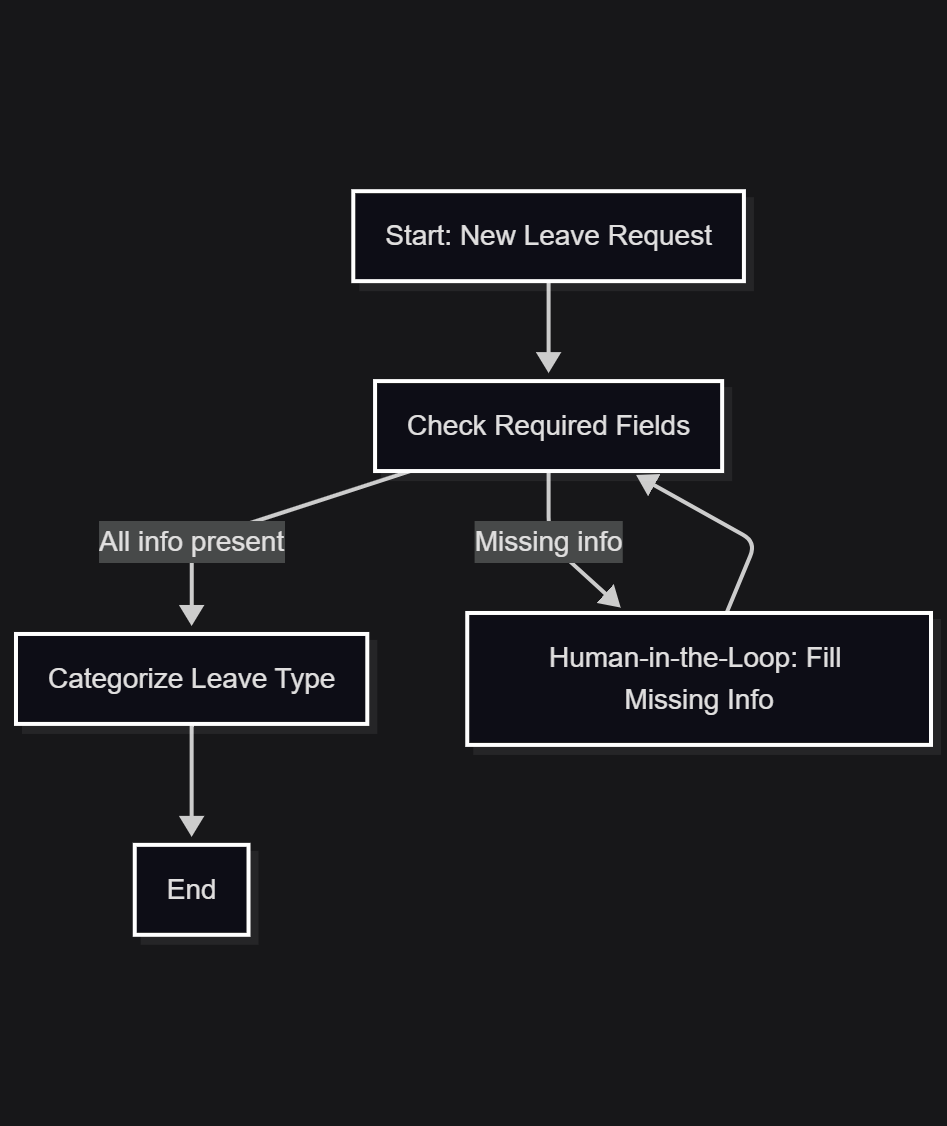 Start: New Leave Request
Check Required Fields
All info present
Missing info
Categorize Leave Type
Human-in-the-Loop: Fill
Missing Info
End